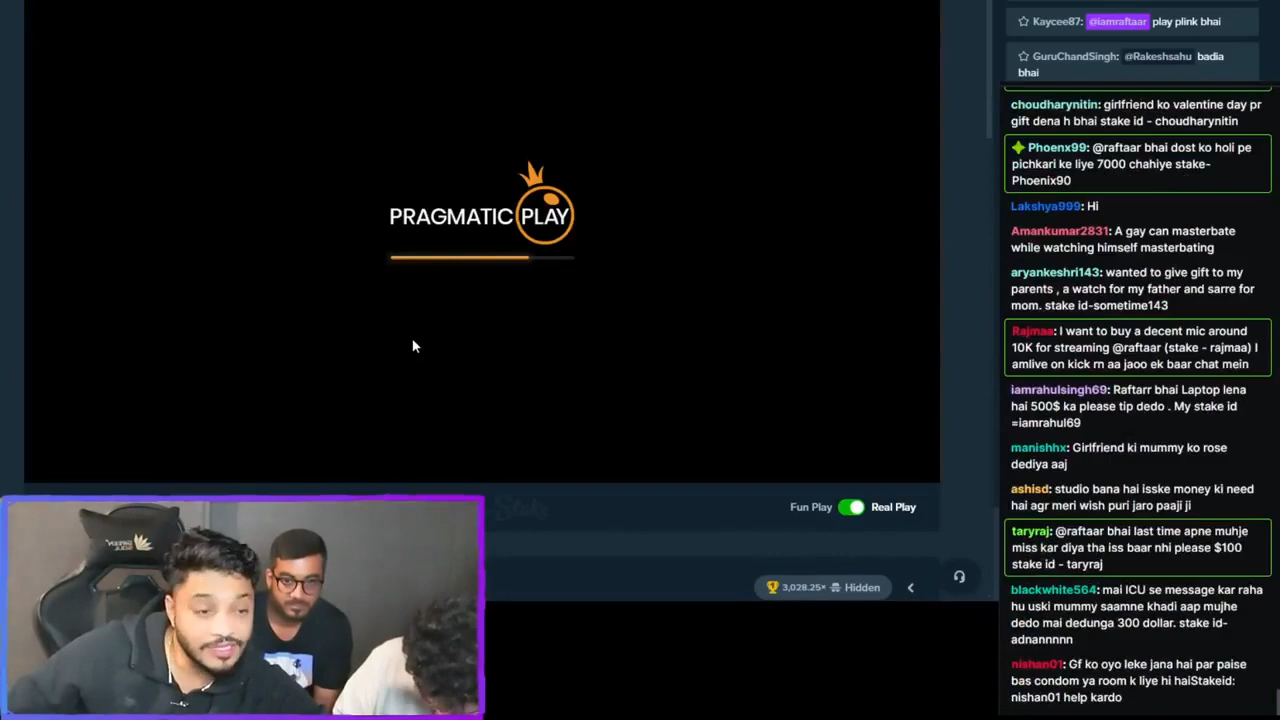 Kaycee87: @iamraftaar play plink bhai
GuruChandSingh: @Rakeshsahu badia
bhai
choudharynitin: girlfriend ko valentine day pr
gift dena h bhai stake id - choudharynitin
Phoenx99: @raftaar bhai dost ko holi pe
pichkari ke liye 7000 chahiye stake-
Phoenix90
Lakshya999: Hi
Amankumar2831: A gay can masterbate
while watching himself masterbating
aryankeshri143: wanted to give gift to my
parents , a watch for my father and sarre for
mom. stake id-sometime143
Rajmaa: I want to buy a decent mic around
10K for streaming @raftaar (stake - rajmaa) I
amlive on kick rn aa jaoo ek baar chat mein
iamrahulsingh69: Raftarr bhai Laptop lena
hai 500$ ka please tip dedo . My stake id
=iamrahul69
manishhx: Girlfriend ki mummy ko rose
dediya aaj
ashisd: studio bana hai isske money ki need
hai agr meri wish puri jaro paaji ji
taryraj: @raftaar bhai last time apne mujhe
miss kar diya tha iss baar nhi please $100
stake id - taryraj
blackwhite564: mai ICU se message kar raha
hu uski mummy saamne khadi aap mujhe
dedo mai dedunga 300 dollar. stake id-
adnannnnn
nishan01: Gf ko oyo leke jana hai par paise
bas condom ya room k liye hi haiStakeid:
nishan01 help kardo
PRAGMATIC PLAY
Stake
Fun Play Real Play
3,028.25× Hidden